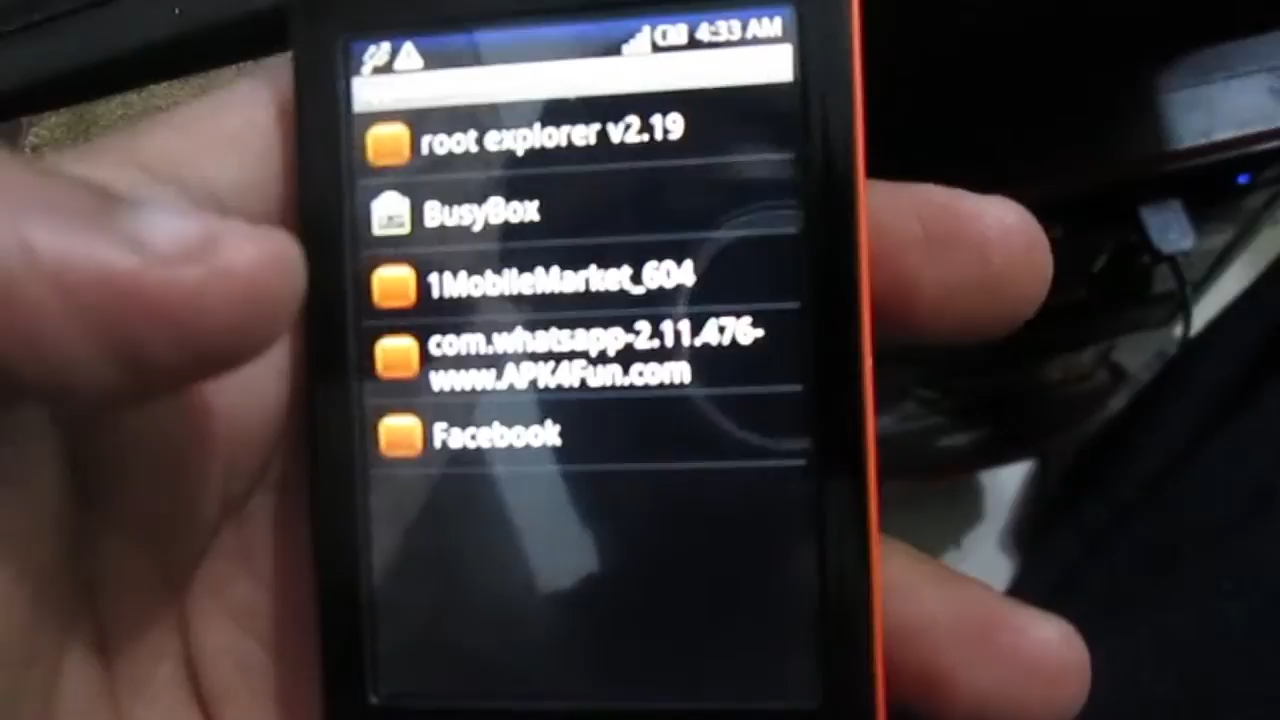 4:33 AM
root explorer v2.19
BusyBox
1MobileMarket_604
com.whatsapp-2.11.476-
www.APK4Fun.com
Facebook